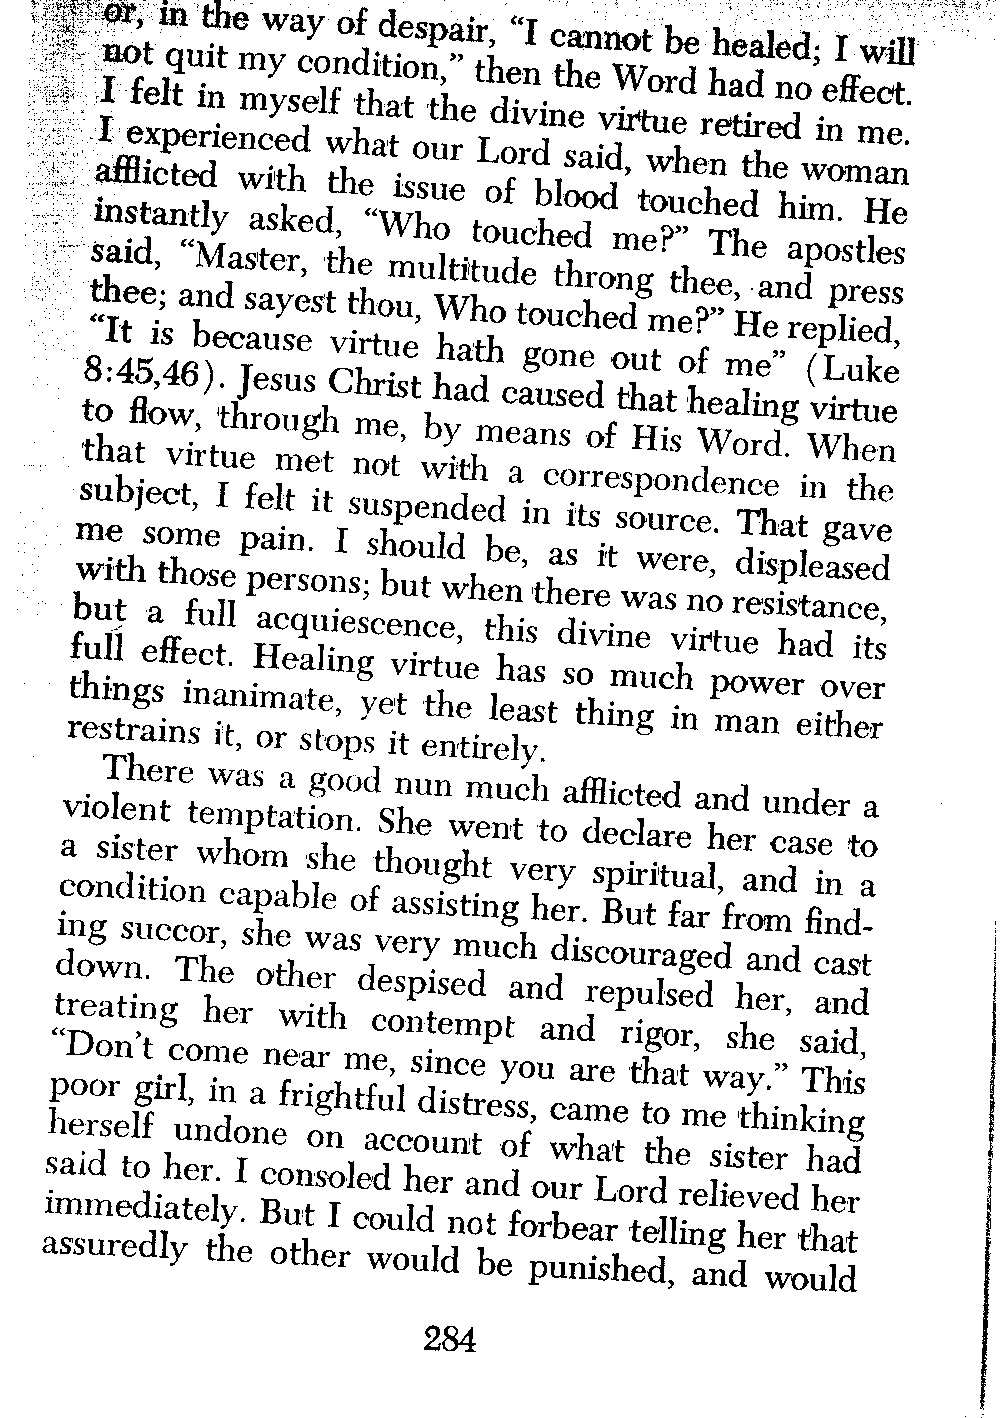 or, in the way of despair, “I cannot be healed; I will
not quit my condition,” then the Word had no effect.
I felt in myself that the divine virtue retired in me.
I experienced what our Lord said, when the woman
afflicted with the issue of blood touched him. He
instantly asked, “Who touched me?” The apostles
said, “Master, the multitude throng thee, and press
thee; and sayest thou, Who touched me?” He replied,
“It is because virtue hath gone out of me” (Luke
8:45,46). Jesus Christ had caused that healing virtue
to flow, through me, by means of His Word. When
that virtue met not with a correspondence in the
subject, I felt it suspended in its source. That gave
me some pain. I should be, as it were, displeased
with those persons; but when there was no resistance,
but a full acquiescence, this divine virtue had its
full effect. Healing virtue has so much power over
things inanimate, yet the least thing in man either
restrains it, or stops it entirely.
There was a good nun much afflicted and under a
violent temptation. She went to declare her case to
a sister whom she thought very spiritual, and in a
condition capable of assisting her. But far from find-
ing succor, she was very much discouraged and cast
down. The other despised and repulsed her, and
treating her with contempt and rigor, she said,
“Don’t come near me, since you are that way.” This
poor girl, in a frightful distress, came to me thinking
herself undone on account of what the sister had
said to her. I consoled her and our Lord relieved her
immediately. But I could not forbear telling her that
assuredly the other would be punished, and would
284